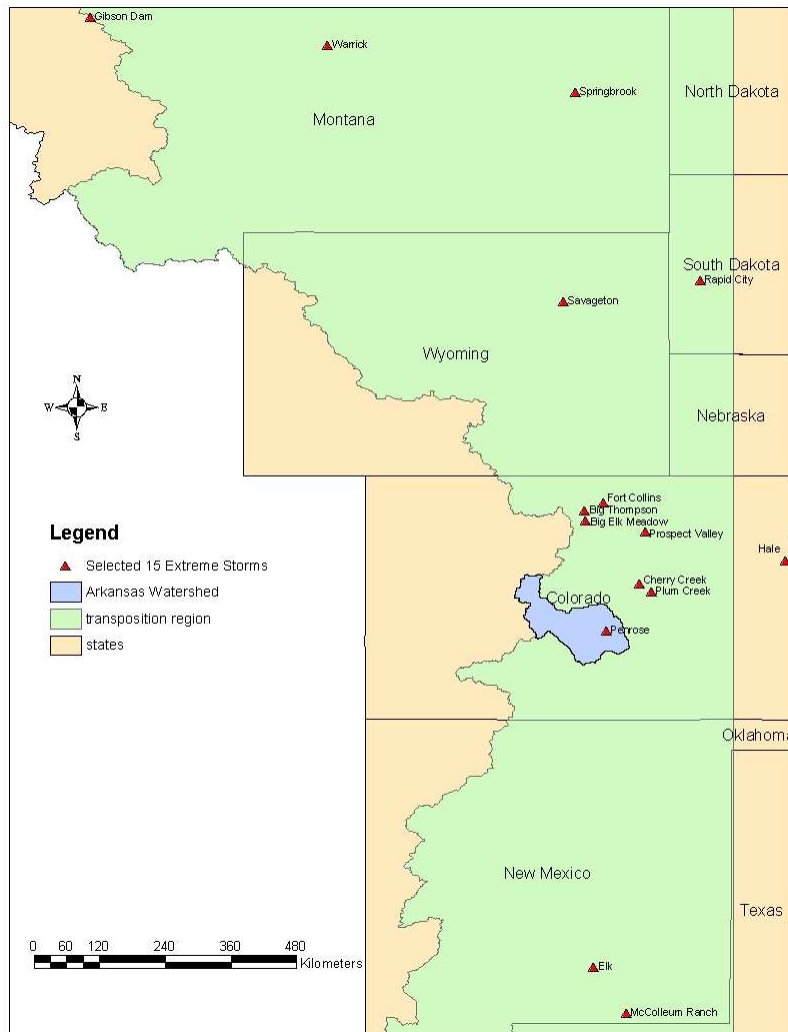 Gibson Dam
Warrick
Springbrook
North Dakota
Montana
South Dakota
Rapid City
Savageton
Wyoming
Nebraska
N
W E
S
Fort Collins
Big Thompson
Big Elk Meadow
Prospect Valley
Hale
Legend
Selected 15 Extreme Storms
Arkansas Watershed
transposition region
states
Cherry Creek
Plum Creek
Colorado
Penrose
Oklahoma
New Mexico
Texas
0 60 120 240 360 480
Kilometers
Elk
McColleum Ranch